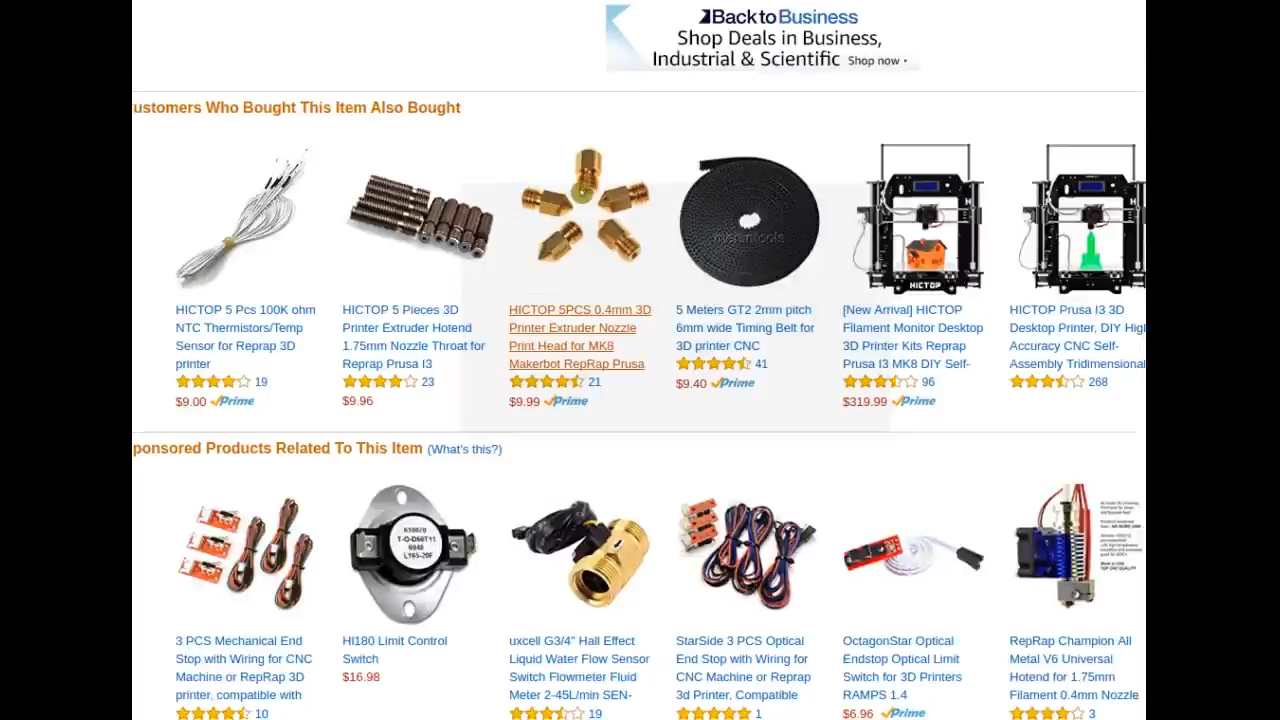 Back to Business
Shop Deals in Business,
Industrial & Scientific Shop now
ustomers Who Bought This Item Also Bought
menintools
HICTOP
HICTOP 5 Pcs 100K ohm
NTC Thermistors/Temp
Sensor for Reprap 3D
printer
19
$9.00 Prime
HICTOP 5 Pieces 3D
Printer Extruder Hotend
1.75mm Nozzle Throat for
Reprap Prusa I3
23
$9.96
HICTOP 5PCS 0.4mm 3D
Printer Extruder Nozzle
Print Head for MK8
Makerbot RepRap Prusa
21
$9.99 Prime
5 Meters GT2 2mm pitch
6mm wide Timing Belt for
3D printer CNC
41
$9.40 Prime
[New Arrival] HICTOP
Filament Monitor Desktop
3D Printer Kits Reprap
Prusa I3 MK8 DIY Self-
96
$319.99 Prime
HICTOP Prusa I3 3D
Desktop Printer, DIY High
Accuracy CNC Self-
Assembly Tridimensional
268
ponsored Products Related To This Item (What's this?)
3 PCS Mechanical End
Stop with Wiring for CNC
Machine or RepRap 3D
printer, compatible with
10
HI180 Limit Control
Switch
$16.98
uxcell G3/4" Hall Effect
Liquid Water Flow Sensor
Switch Flowmeter Fluid
Meter 2-45L/min SEN-
19
StarSide 3 PCS Optical
End Stop with Wiring for
CNC Machine or Reprap
3d Printer, Compatible
1
OctagonStar Optical
Endstop Optical Limit
Switch for 3D Printers
RAMPS 1.4
$6.96 Prime
RepRap Champion All
Metal V6 Universal
Hotend for 1.75mm
Filament 0.4mm Nozzle
3